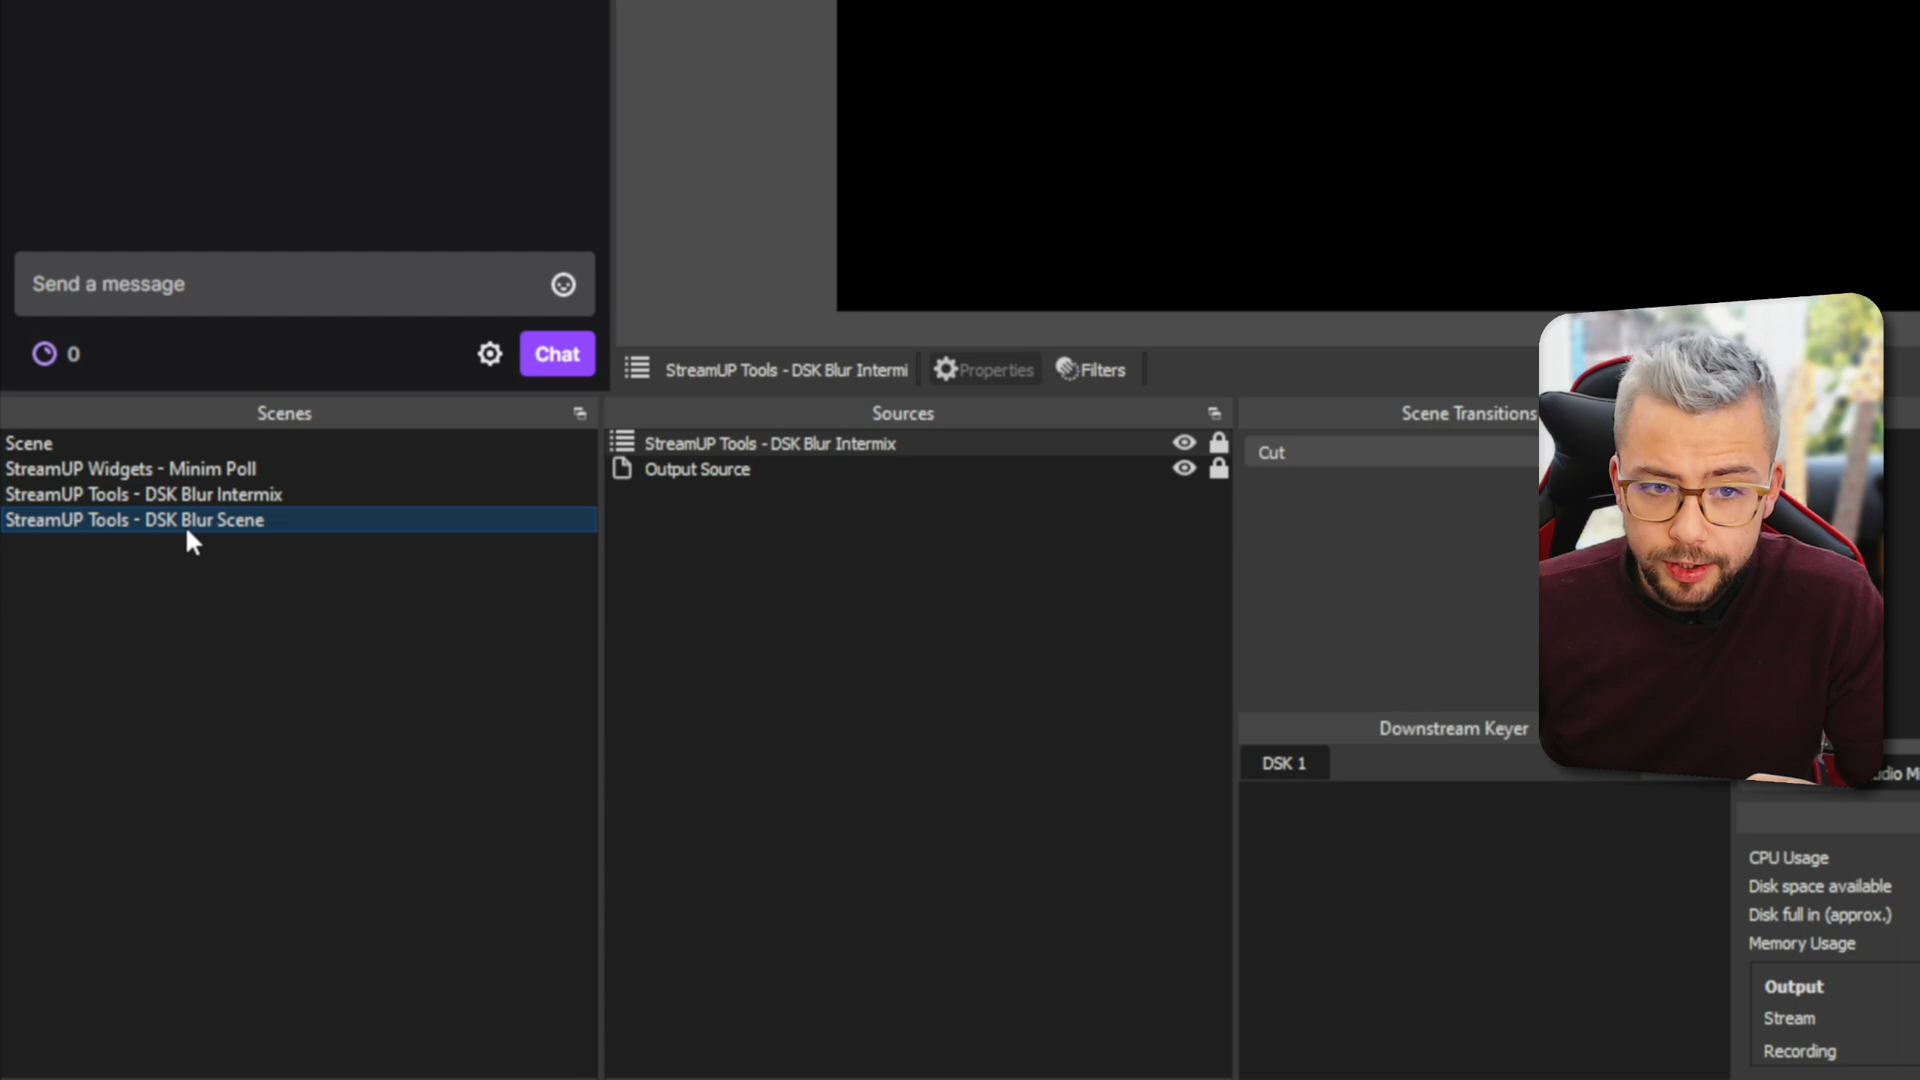 Send a message
0
Chat
StreamUP Tools - DSK Blur Intermi
Properties
Filters
Scenes
Sources
Scene Transitions
Scene
StreamUP Widgets - Minim Poll
StreamUP Tools - DSK Blur Intermix
StreamUP Tools - DSK Blur Scene
StreamUP Tools - DSK Blur Intermix
Output Source
Cut
Downstream Keyer
DSK 1
dio Mi
CPU Usage
Disk space available
Disk full in (approx.)
Memory Usage
Output
Stream
Recording